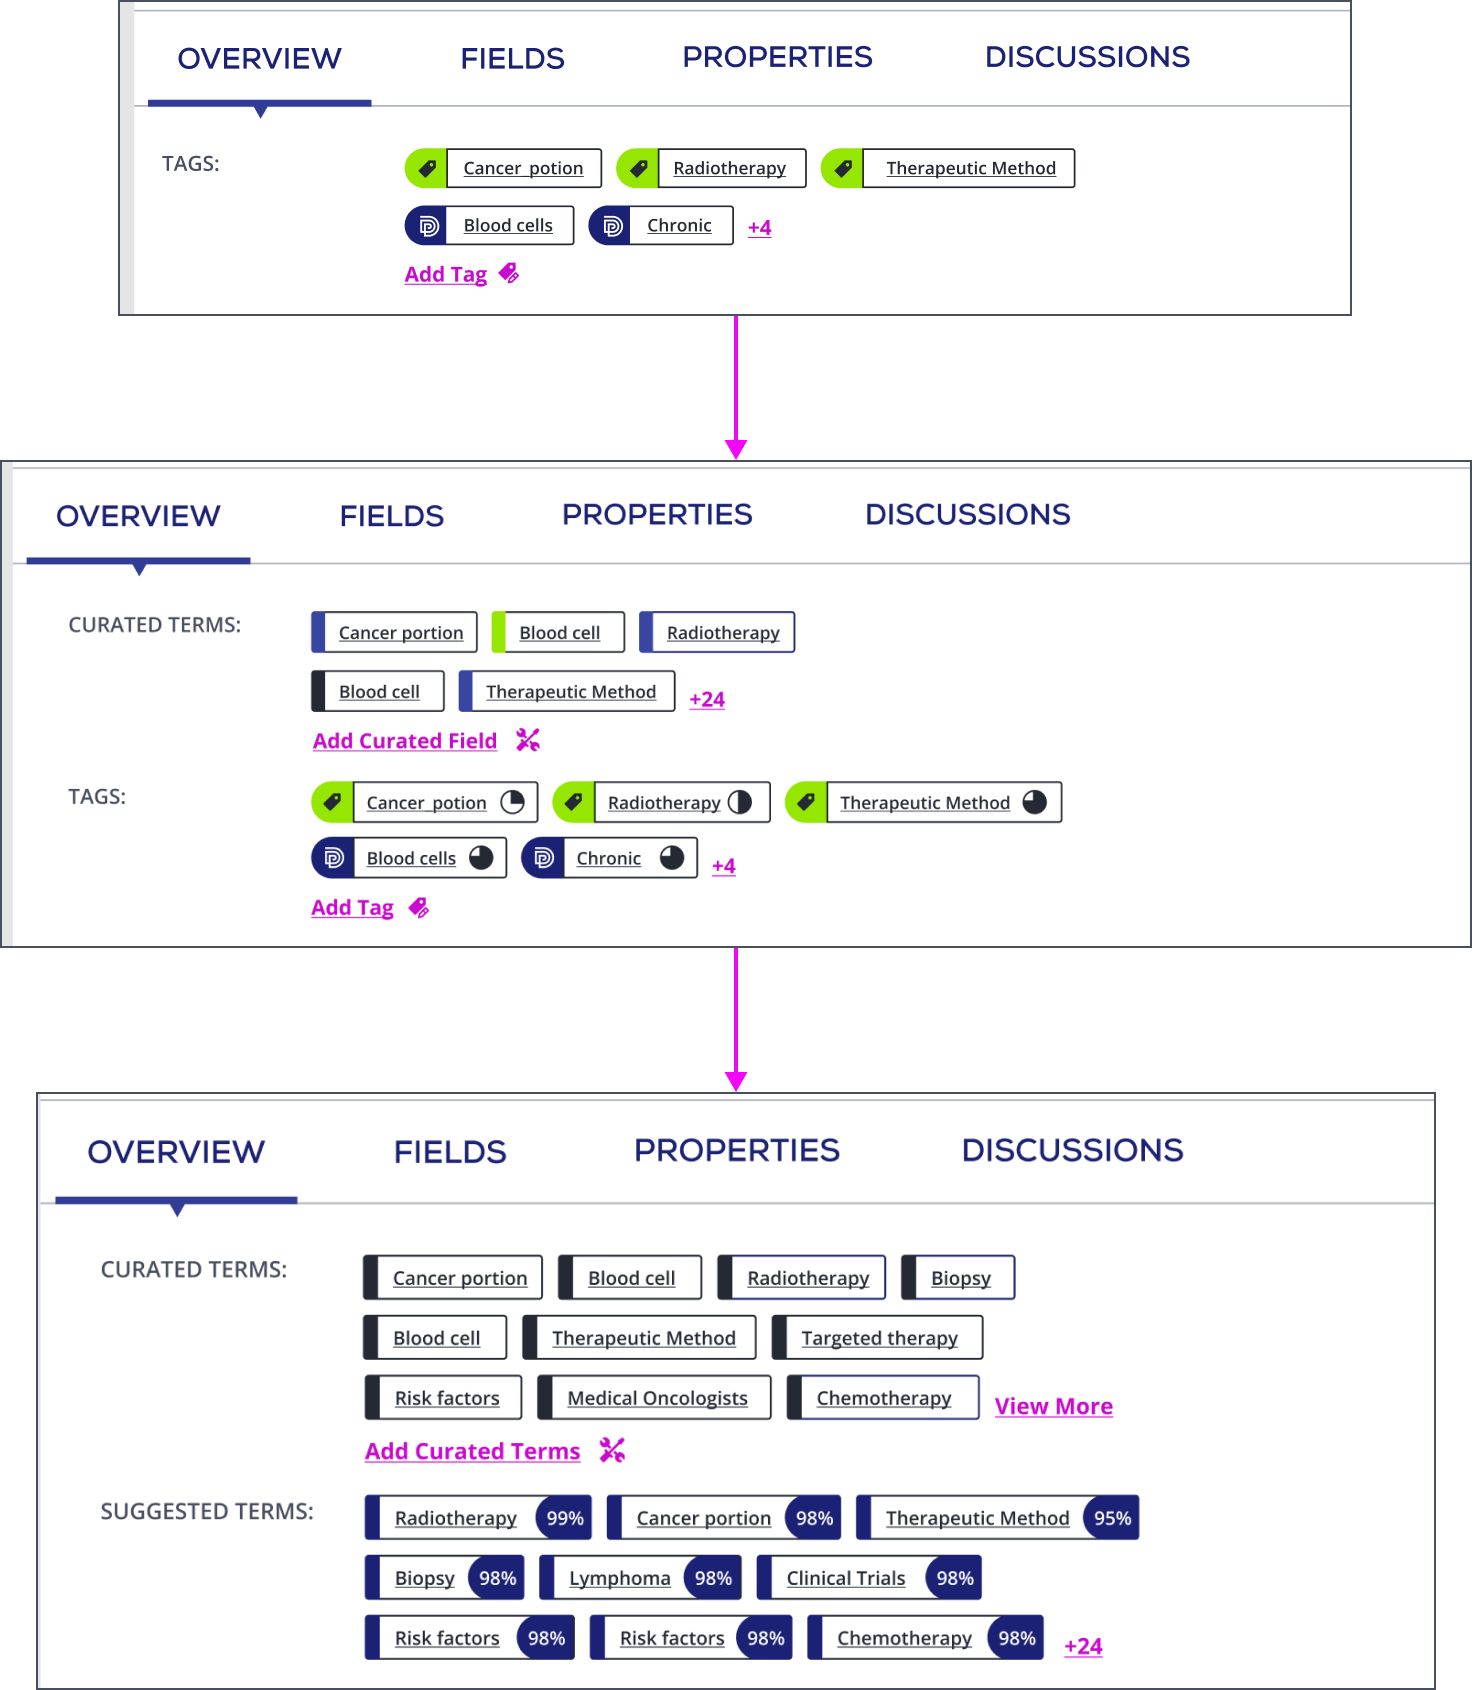 OVERVIEW FIELDS PROPERTIES DISCUSSIONS
TAGS: Cancer_potion Radiotherapy Therapeutic Method
Blood cells Chronic +4
Add Tag
OVERVIEW FIELDS PROPERTIES DISCUSSIONS
CURATED TERMS: Cancer portion Blood cell Radiotherapy
Blood cell Therapeutic Method +24
Add Curated Field
TAGS: Cancer_potion Radiotherapy Therapeutic Method
Blood cells Chronic +4
Add Tag
OVERVIEW FIELDS PROPERTIES DISCUSSIONS
CURATED TERMS: Cancer portion Blood cell Radiotherapy Biopsy
Blood cell Therapeutic Method Targeted therapy
Risk factors Medical Oncologists Chemotherapy View More
Add Curated Terms
SUGGESTED TERMS: Radiotherapy 99% Cancer portion 98% Therapeutic Method 95%
Biopsy 98% Lymphoma 98% Clinical Trials 98%
Risk factors 98% Risk factors 98% Chemotherapy 98% +24